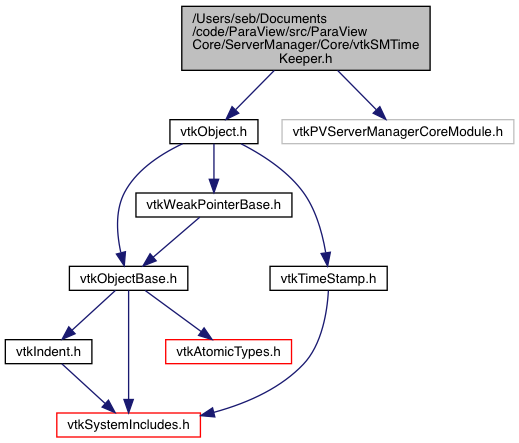 /Users/seb/Documents
/code/ParaView/src/ParaView
Core/ServerManager/Core/vtkSMTime
Keeper.h
vtkObject.h
vtkPVServerManagerCoreModule.h
vtkWeakPointerBase.h
vtkObjectBase.h
vtkTimeStamp.h
vtkIndent.h
vtkAtomicTypes.h
vtkSystemIncludes.h